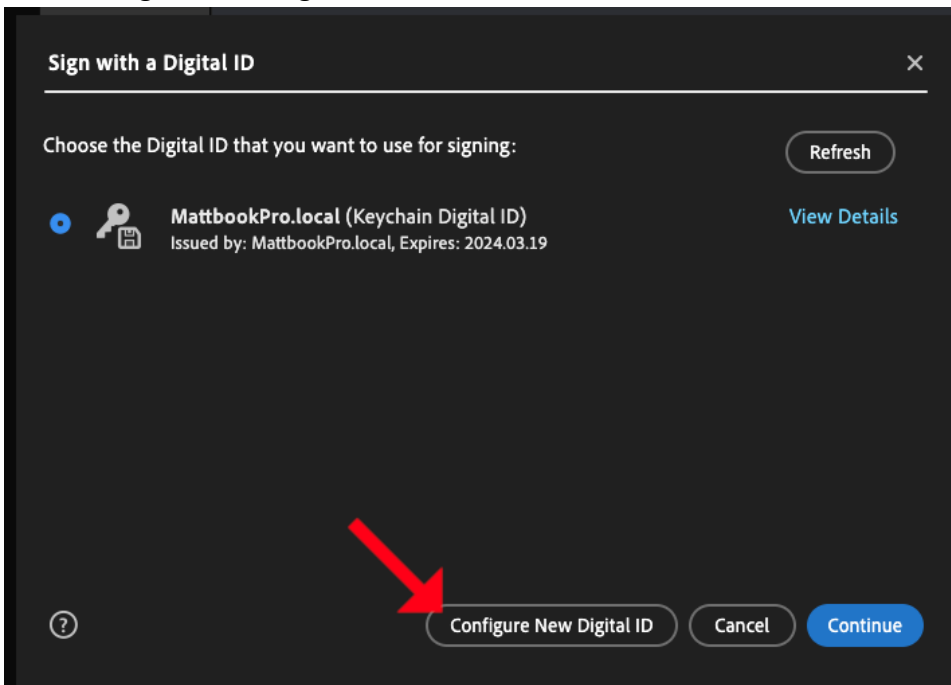 Sign with a Digital ID
Choose the Digital ID that you want to use for signing:
Refresh
MattbookPro.local (Keychain Digital ID)
View Details
Issued by: MattbookPro.local, Expires: 2024.03.19
Configure New Digital ID
Cancel
Continue